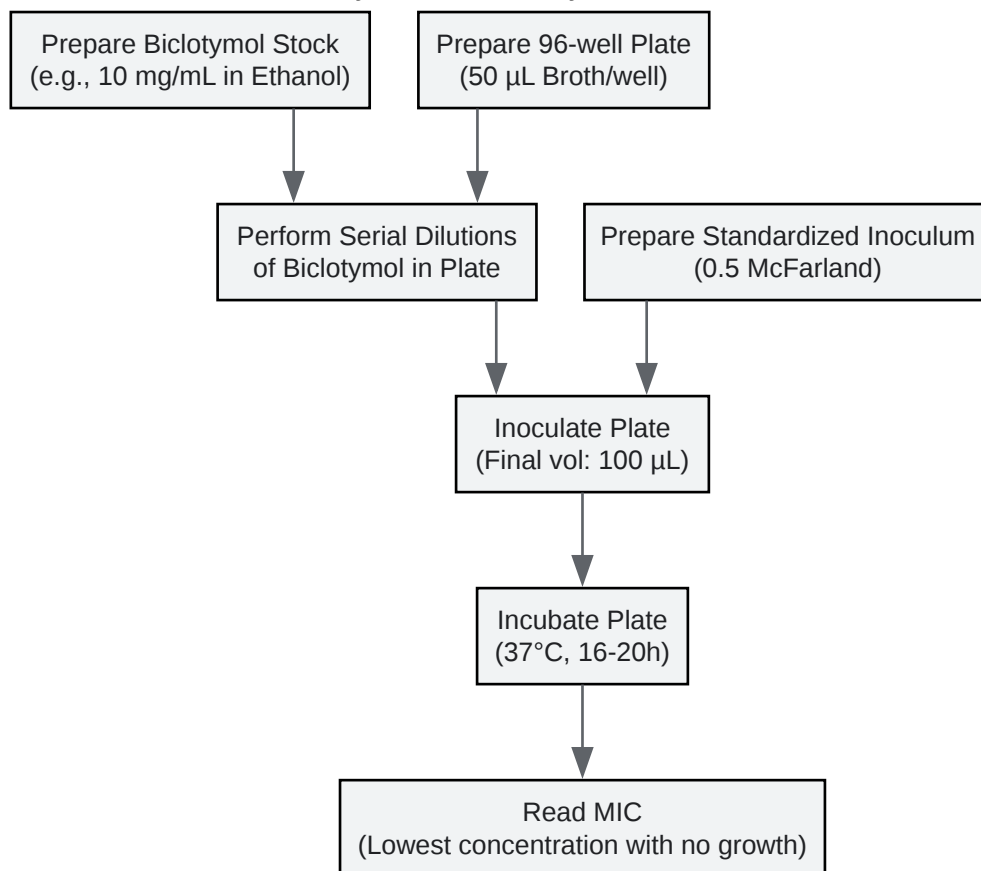 Prepare Biclotymol Stock
(e.g., 10 mg/mL in Ethanol)
Prepare 96-well Plate
(50 µL Broth/well)
Perform Serial Dilutions
of Biclotymol in Plate
Prepare Standardized Inoculum
(0.5 McFarland)
Inoculate Plate
(Final vol: 100 µL)
Incubate Plate
(37°C, 16-20h)
Read MIC
(Lowest concentration with no growth)